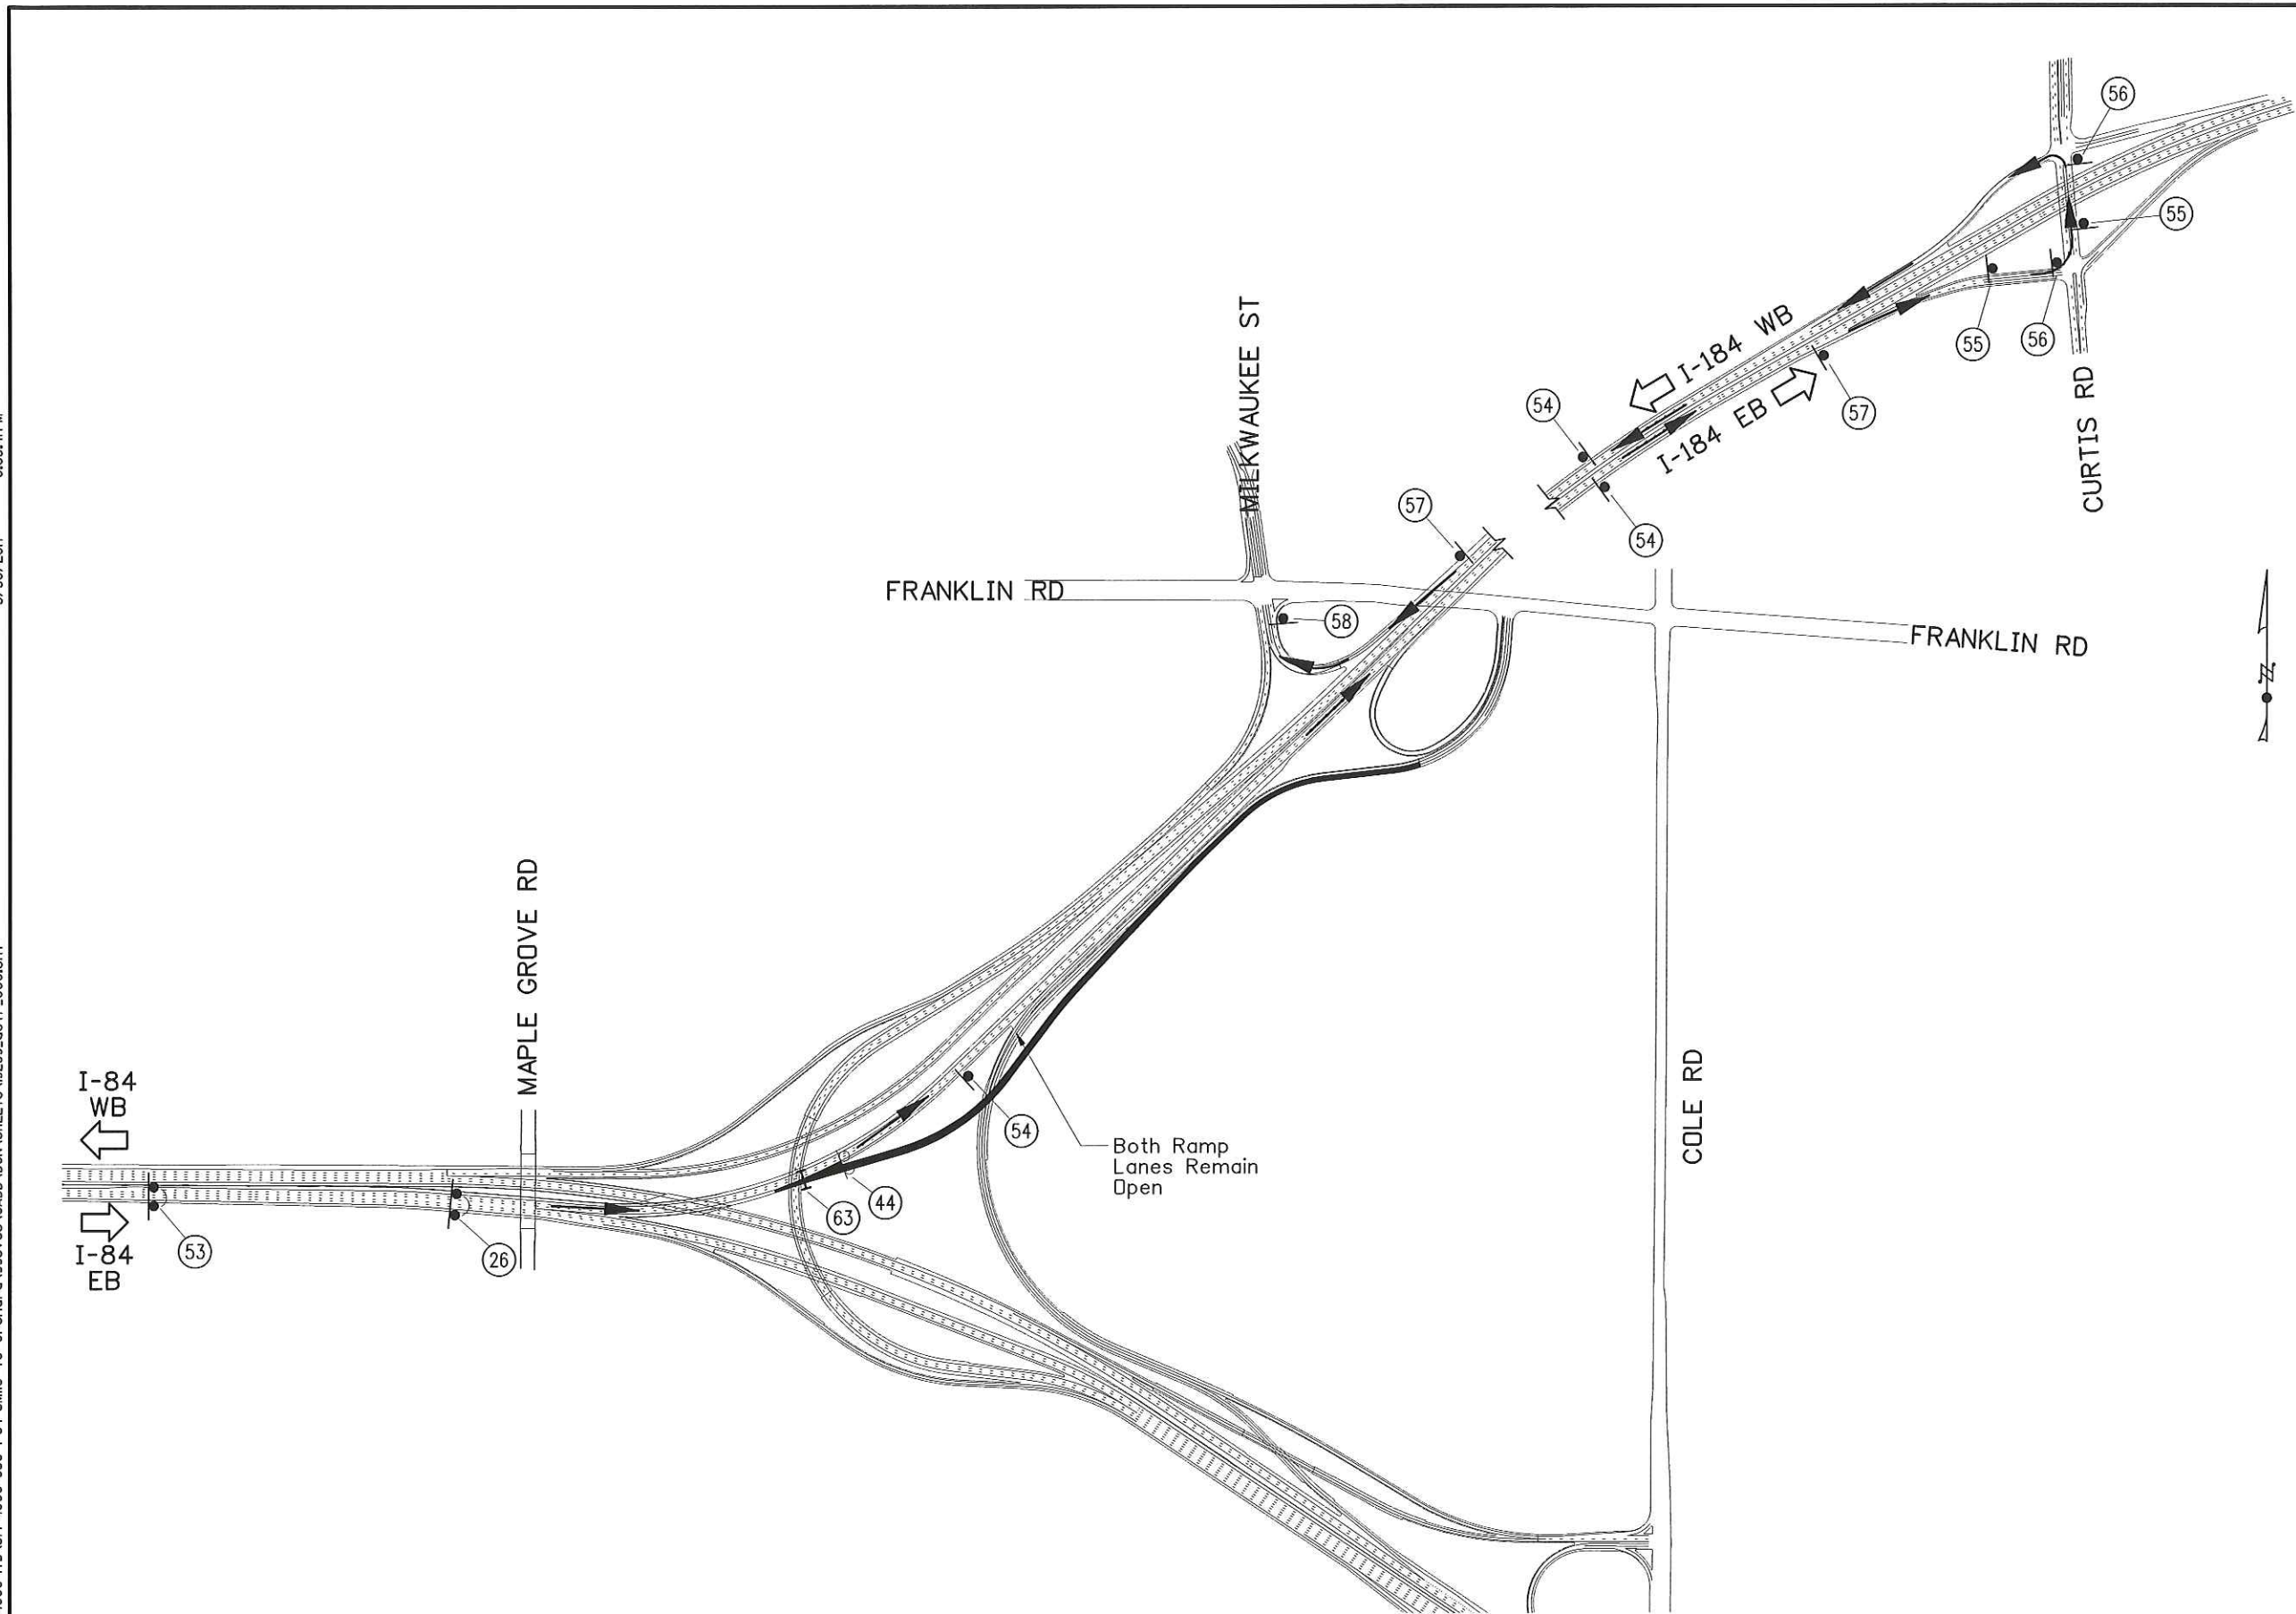 56
55
MILKWAUKEE ST
I-184 WB
55
56
54
57
I-184 EB
CURTIS RD
57
54
FRANKLIN RD
58
FRANKLIN RD
N
MAPLE GROVE RD
COLE RD
I-84
WB
54
Both Ramp
Lanes Remain
Open
44
63
I-84
EB
53
26